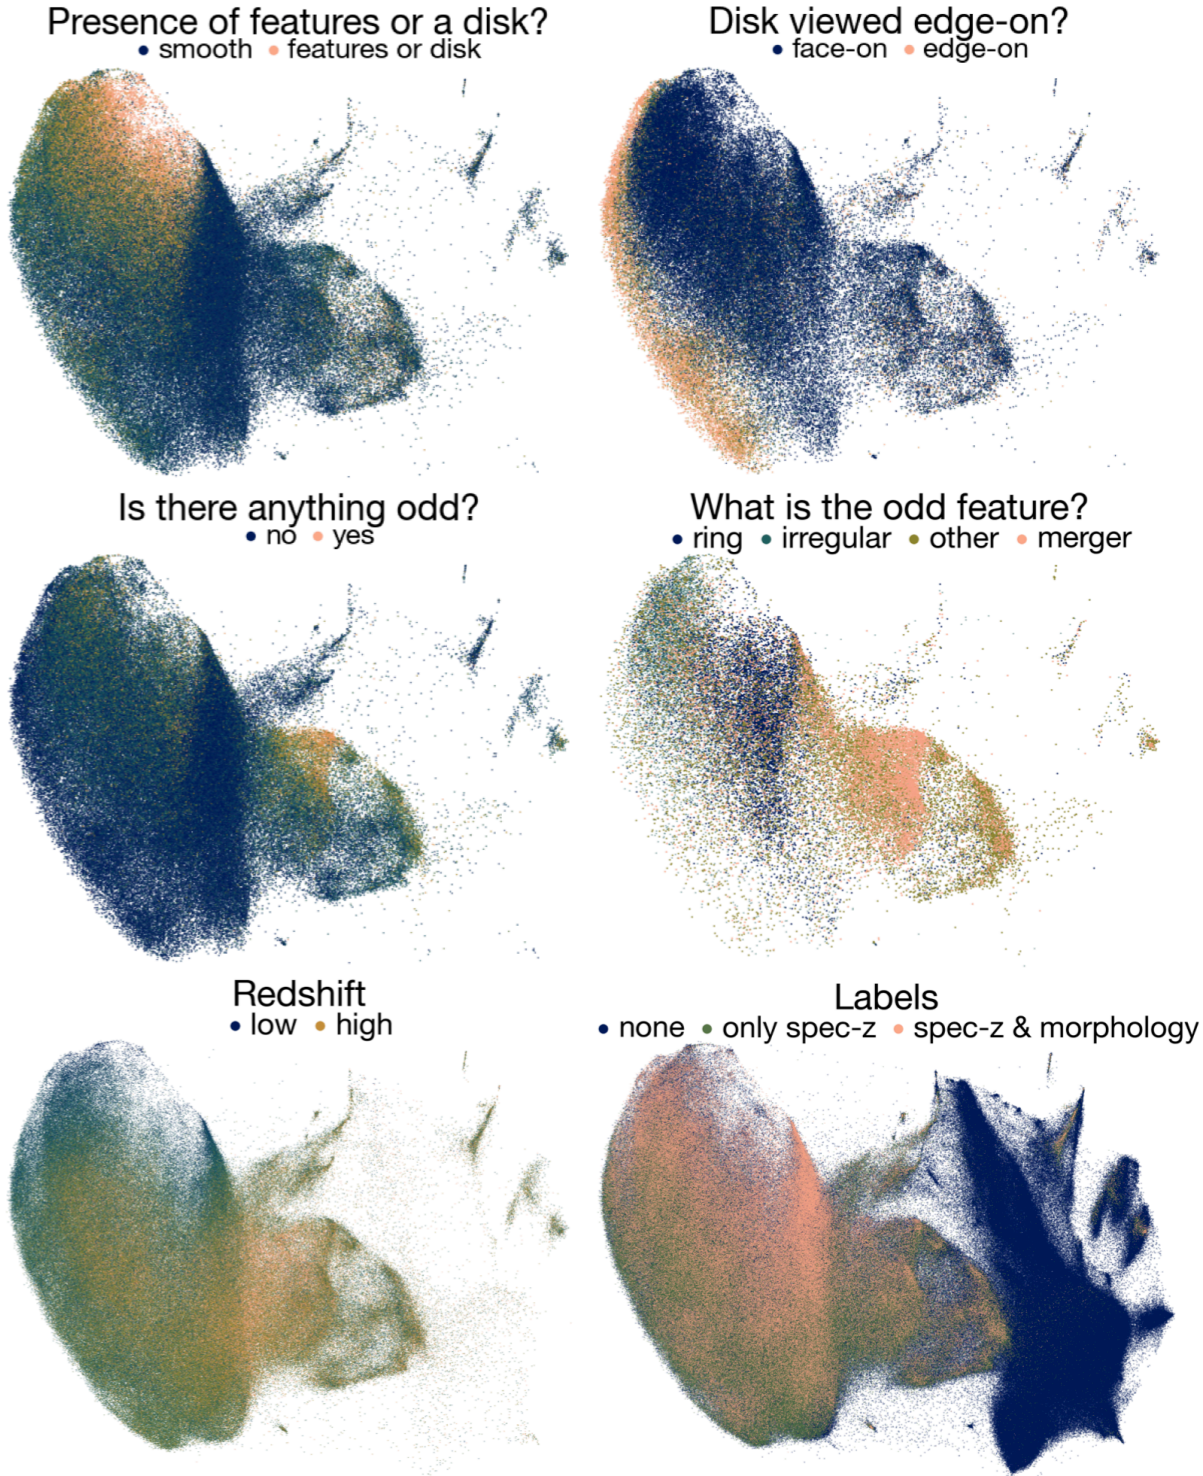 Presence of features or a disk?
smooth features or disk
Disk viewed edge-on?
face-on edge-on
Is there anything odd?
no yes
What is the odd feature?
ring irregular other merger
Redshift
low high
Labels
none only spec-z spec-z & morphology